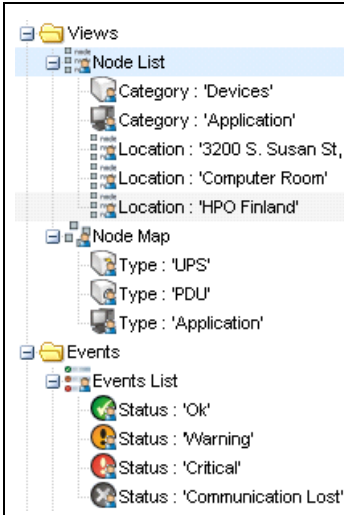 Views
Node List
Category : 'Devices'
Category : 'Application'
Location : '3200 S. Susan St,
Location : 'Computer Room'
Location : 'HPO Finland'
Node Map
Type : 'UPS'
Type : 'PDU'
Type : 'Application'
Events
Events List
Status : 'Ok'
Status : 'Warning'
Status : 'Critical'
Status : 'Communication Lost'